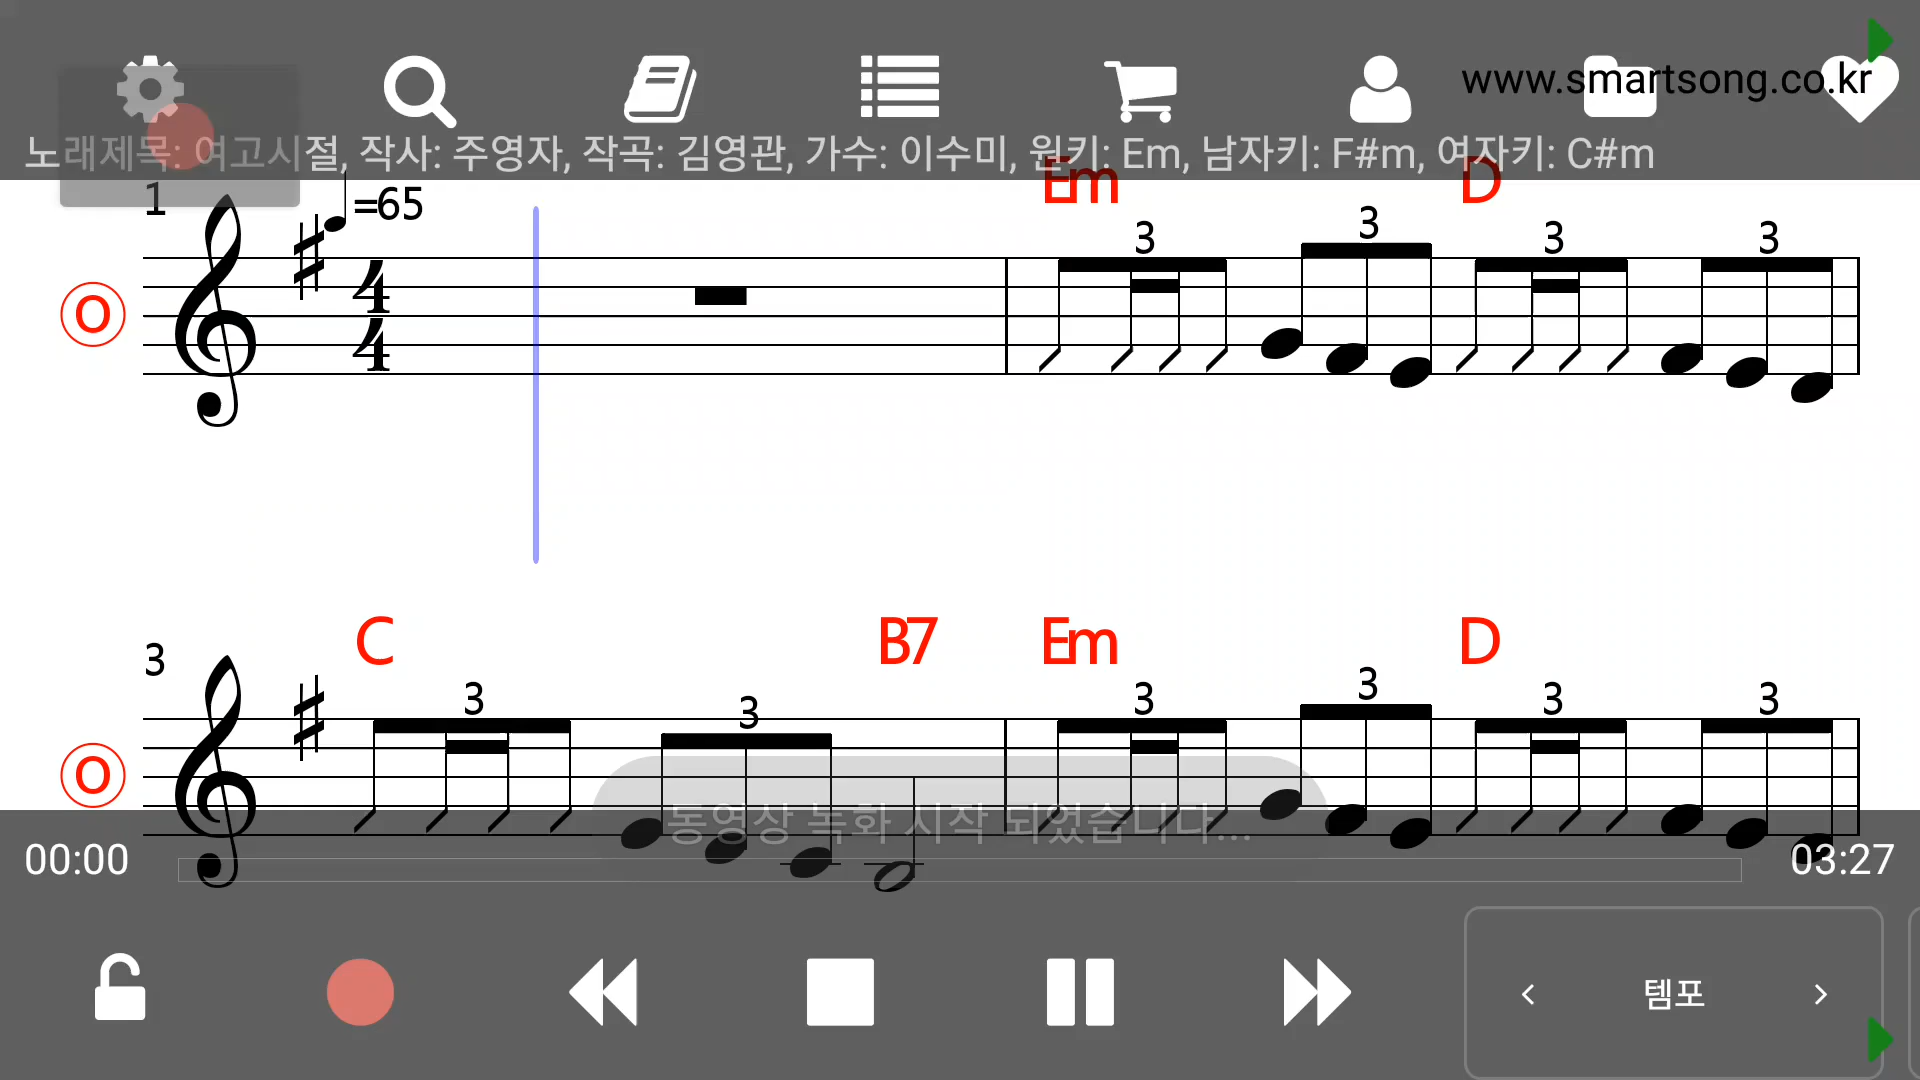 www.smartsong.co.kr
노래제목: 여고시절, 작사: 주영자, 작곡: 김영관, 가수: 이수미, 원키: Em, 남자키: F#m, 여자키: C#m
Em D
1 =65
3 3 3 3
4
4
O
C B7 Em D
3
3 3 3 3 3 3
O
동영상 녹화 시작 되었습니다...
00:00 03:27
템포